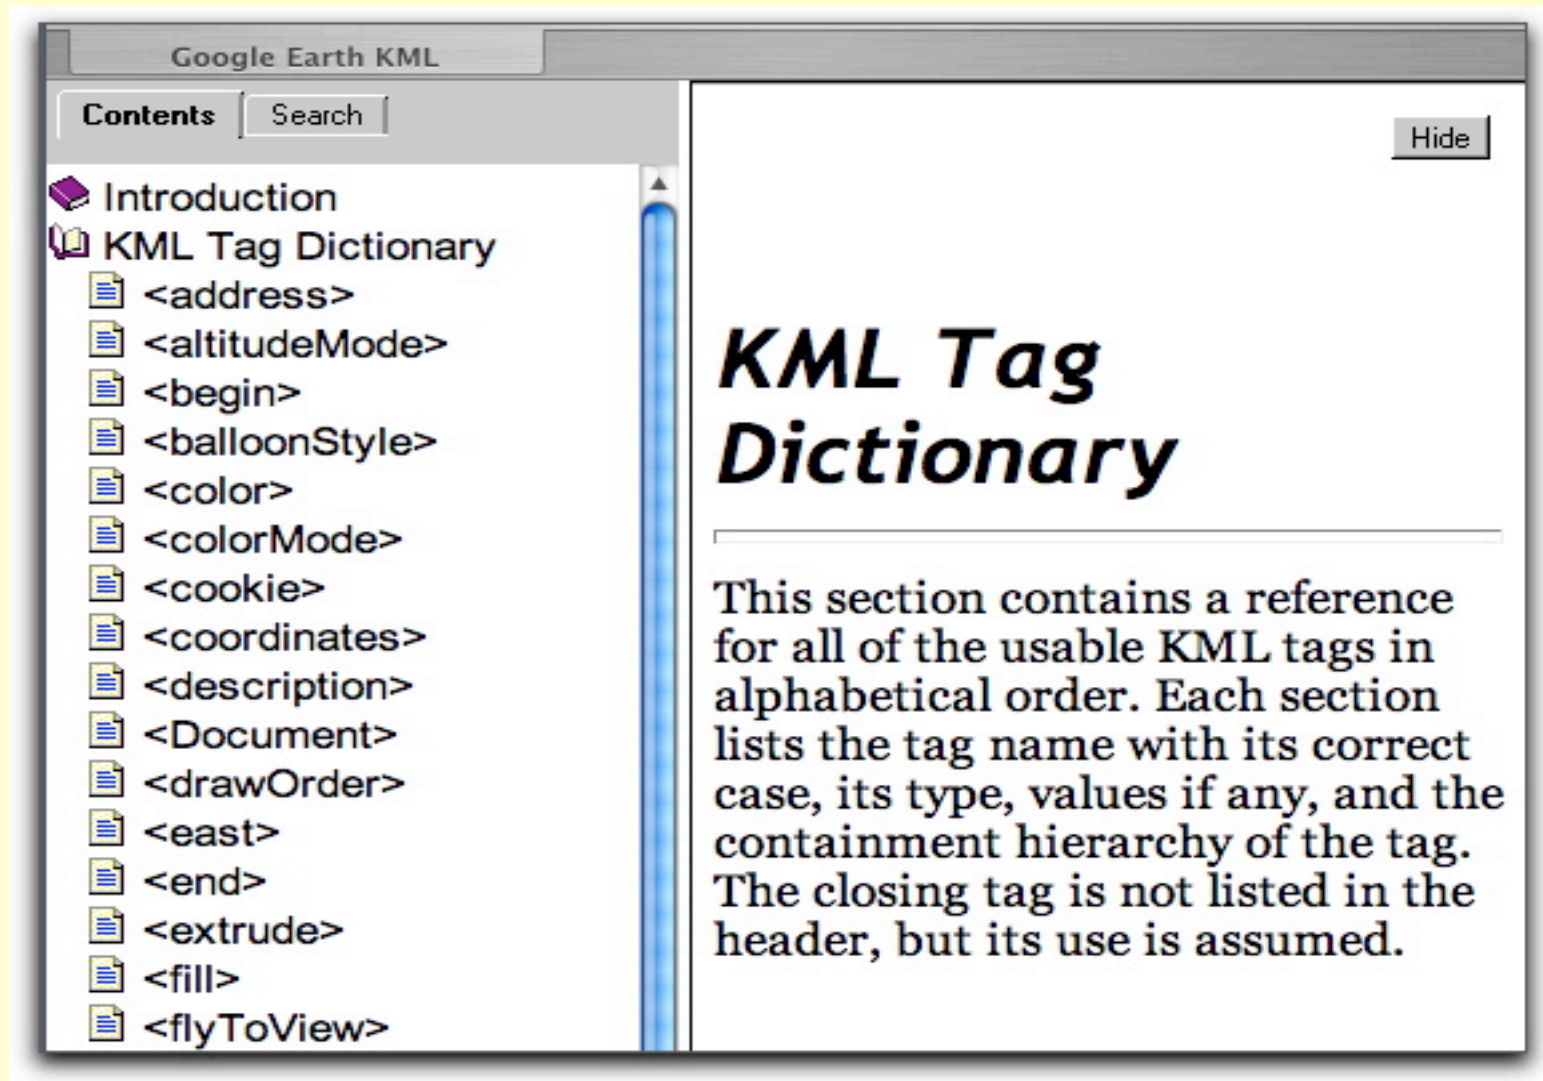 Google Earth KML
Contents
Search
Introduction
KML Tag Dictionary
<address>
<altitudeMode>
<begin>
<balloonStyle>
<color>
<colorMode>
<cookie>
<coordinates>
<description>
<Document>
<drawOrder>
<east>
<end>
<extrude>
<fill>
<flyToView>
Hide
KML Tag
Dictionary
This section contains a reference
for all of the usable KML tags in
alphabetical order. Each section
lists the tag name with its correct
case, its type, values if any, and the
containment hierarchy of the tag.
The closing tag is not listed in the
header, but its use is assumed.